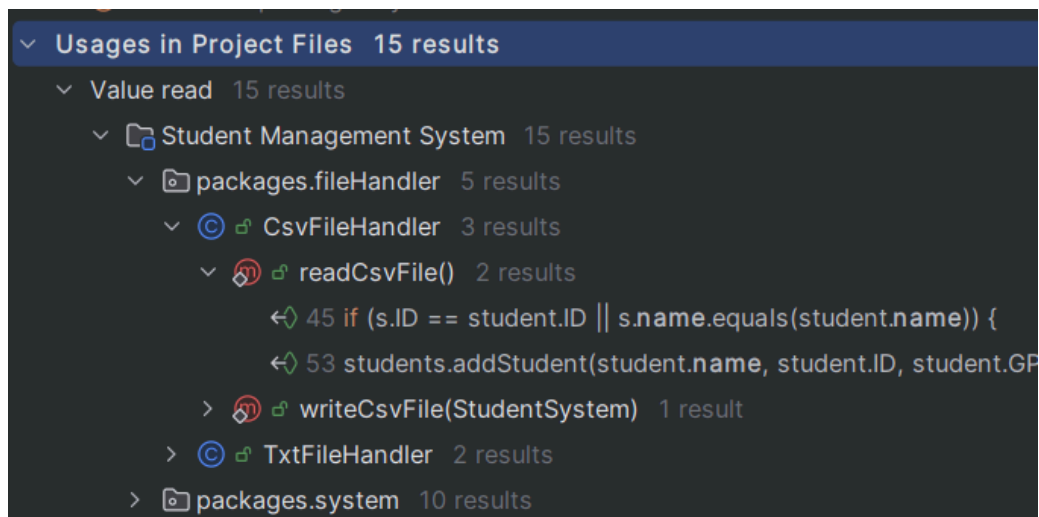 Usages in Project Files 15 results
Value read 15 results
Student Management System 15 results
packages.fileHandler 5 results
C CsvFileHandler 3 results
m readCsvFile() 2 results
45 if (s.ID == student.ID || s.name.equals(student.name)) {
53 students.addStudent(student.name, student.ID, student.GP
m writeCsvFile(StudentSystem) 1 result
C TxtFileHandler 2 results
packages.system 10 results